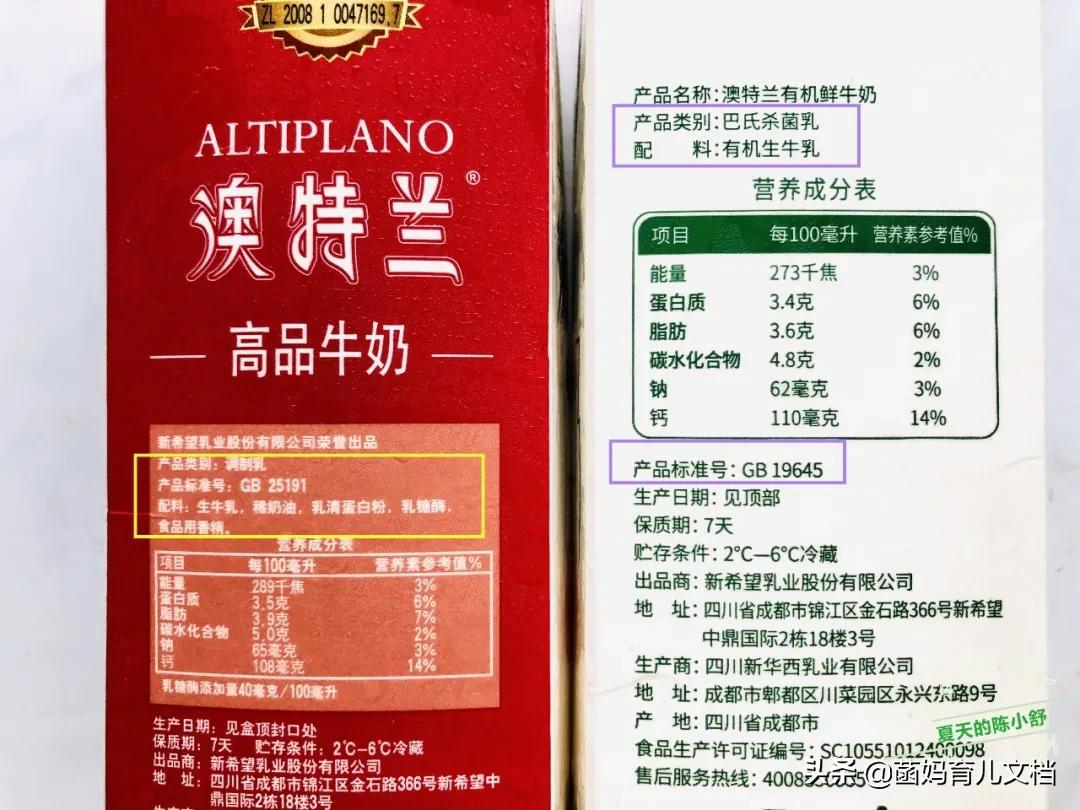 ZL 2008 1 0047169.7
ALTIPLANO
澳特兰®
高品牛奶
新希望乳业股份有限公司荣誉出品
产品类别：调制乳
产品标准号：GB 25191
配料：生牛乳，稀奶油，乳清蛋白粉，乳糖酶，
食品用香精。
营养成分表
项目 每100毫升 营养素参考值%
能量 289千焦 3%
蛋白质 3.5克 6%
脂肪 3.9克 7%
碳水化合物 5.0克 2%
钠 65毫克 3%
钙 108毫克 14%
乳糖酶添加量40毫克/100毫升
生产日期：见盒顶封口处
保质期：7天 贮存条件：2℃-6℃冷藏
出品商：新希望乳业股份有限公司
地 址：四川省成都市锦江区金石路366号新希望中
鼎国际2栋18楼3号
产品名称：澳特兰有机鲜牛奶
产品类别：巴氏杀菌乳
配 料：有机生牛乳
营养成分表
项目 每100毫升 营养素参考值%
能量 273千焦 3%
蛋白质 3.4克 6%
脂肪 3.6克 6%
碳水化合物 4.8克 2%
钠 62毫克 3%
钙 110毫克 14%
产品标准号：GB 19645
生产日期：见顶部
保质期：7天
贮存条件：2°C—6°C冷藏
出品商：新希望乳业股份有限公司
地 址：四川省成都市锦江区金石路366号新希望
中鼎国际2栋18楼3号
生产商：四川新华西乳业有限公司
地 址：成都市郫都区川菜园区永兴东路9号
产 地：四川省成都市
食品生产许可证编号：SC10551012400098
售后服务热线：
夏天的陈小舒
头条 @菌妈育儿文档